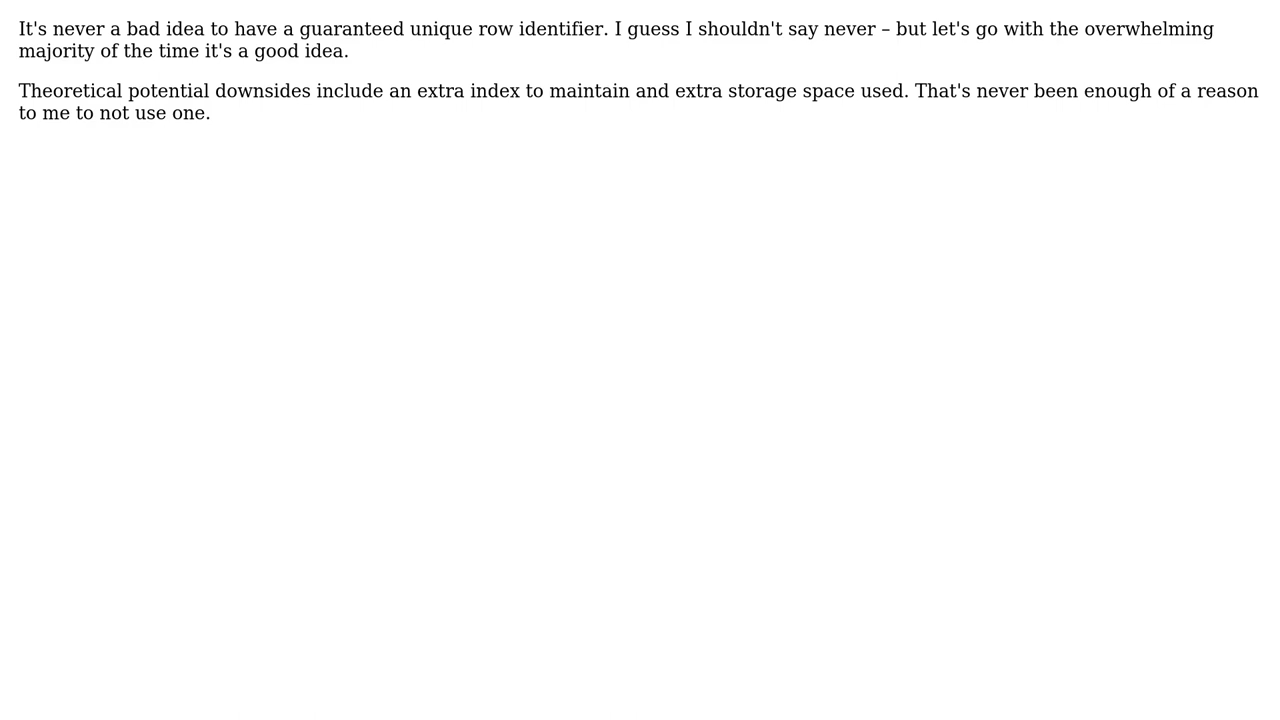 It's never a bad idea to have a guaranteed unique row identifier. I guess I shouldn't say never – but let's go with the overwhelming
majority of the time it's a good idea.
Theoretical potential downsides include an extra index to maintain and extra storage space used. That's never been enough of a reason
to me to not use one.